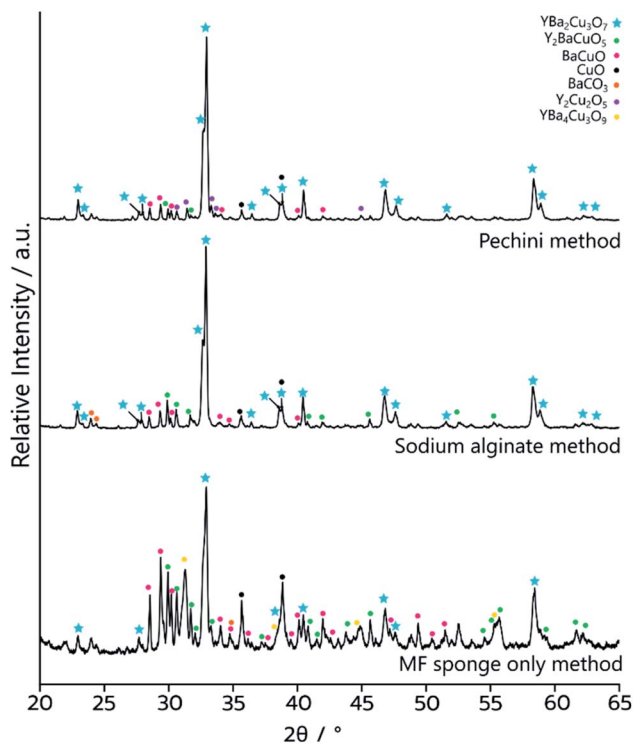 YBa₂Cu₃O₇
Y₂BaCuO₅
BaCuO
CuO
BaCO₃
Y₂Cu₂O₅
YBa₄Cu₃O₉
Relative Intensity / a.u.
Pechini method
Sodium alginate method
MF sponge only method
20 25 30 35 40 45 50 55 60 65
2θ / °